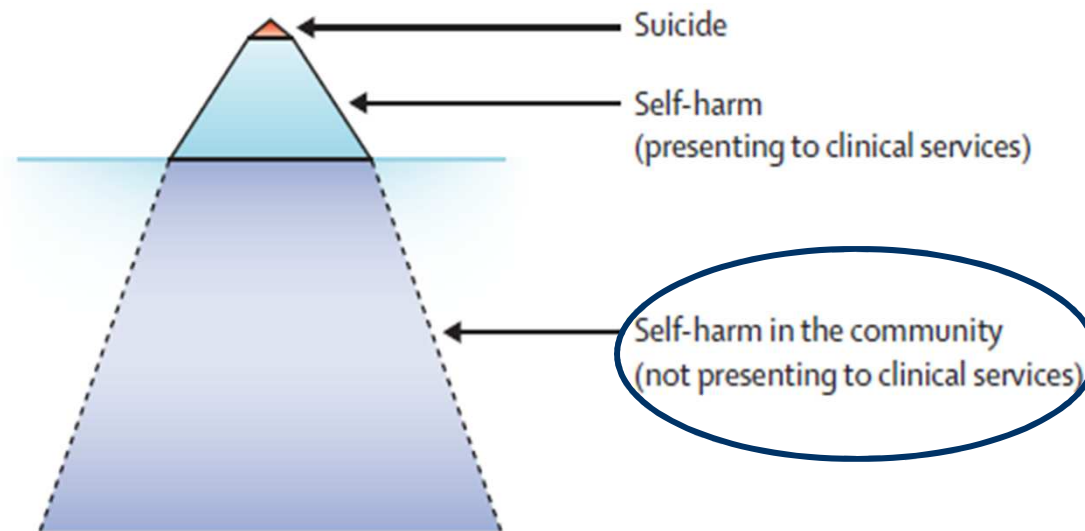 Suicide
Self-harm
(presenting to clinical services)
Self-harm in the community
(not presenting to clinical services)